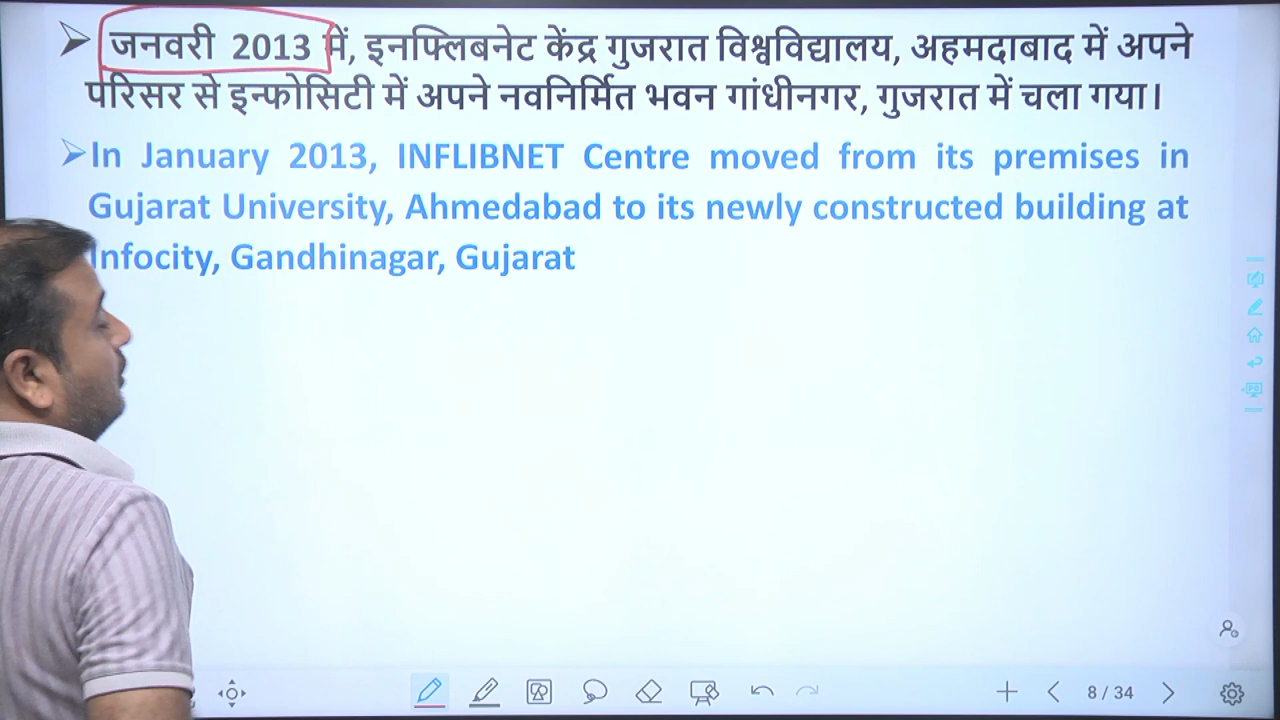 जनवरी 2013 में, इनफ्लिबनेट केंद्र गुजरात विश्वविद्यालय, अहमदाबाद में अपने
परिसर से इन्फोसिटी में अपने नवनिर्मित भवन गांधीनगर, गुजरात में चला गया।
In January 2013, INFLIBNET Centre moved from its premises in
Gujarat University, Ahmedabad to its newly constructed building at
Infocity, Gandhinagar, Gujarat
8 / 34